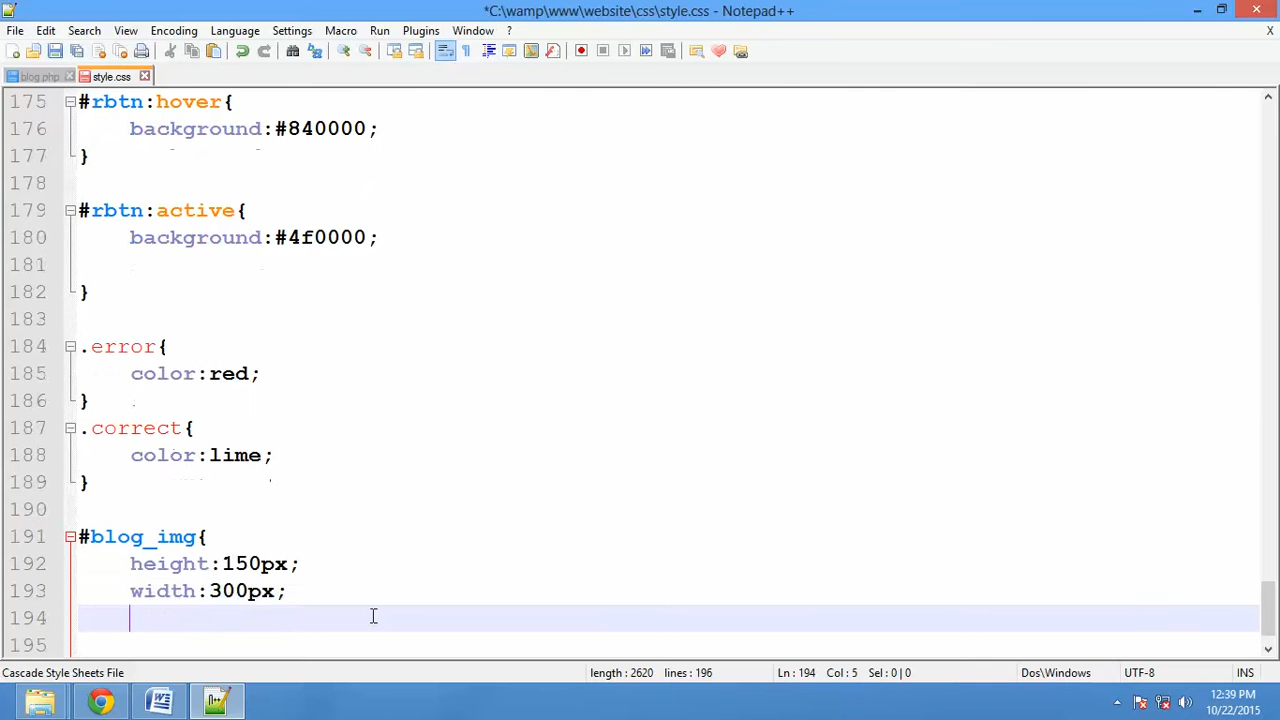 *C:\wamp\www\website\css\style.css - Notepad++
File Edit Search View Encoding Language Settings Macro Run Plugins Window ? X
blog.php style.css
175 #rbtn:hover{
176 background:#840000;
177 }
178
179 #rbtn:active{
180 background:#4f0000;
181
182 }
183
184 .error{
185 color:red;
186 }
187 .correct{
188 color:lime;
189 }
190
191 #blog_img{
192 height:150px;
193 width:300px;
194
195
Cascade Style Sheets File length : 2620 lines : 196 Ln : 194 Col : 5 Sel : 0 | 0 Dos\Windows UTF-8 INS
12:39 PM
10/22/2015